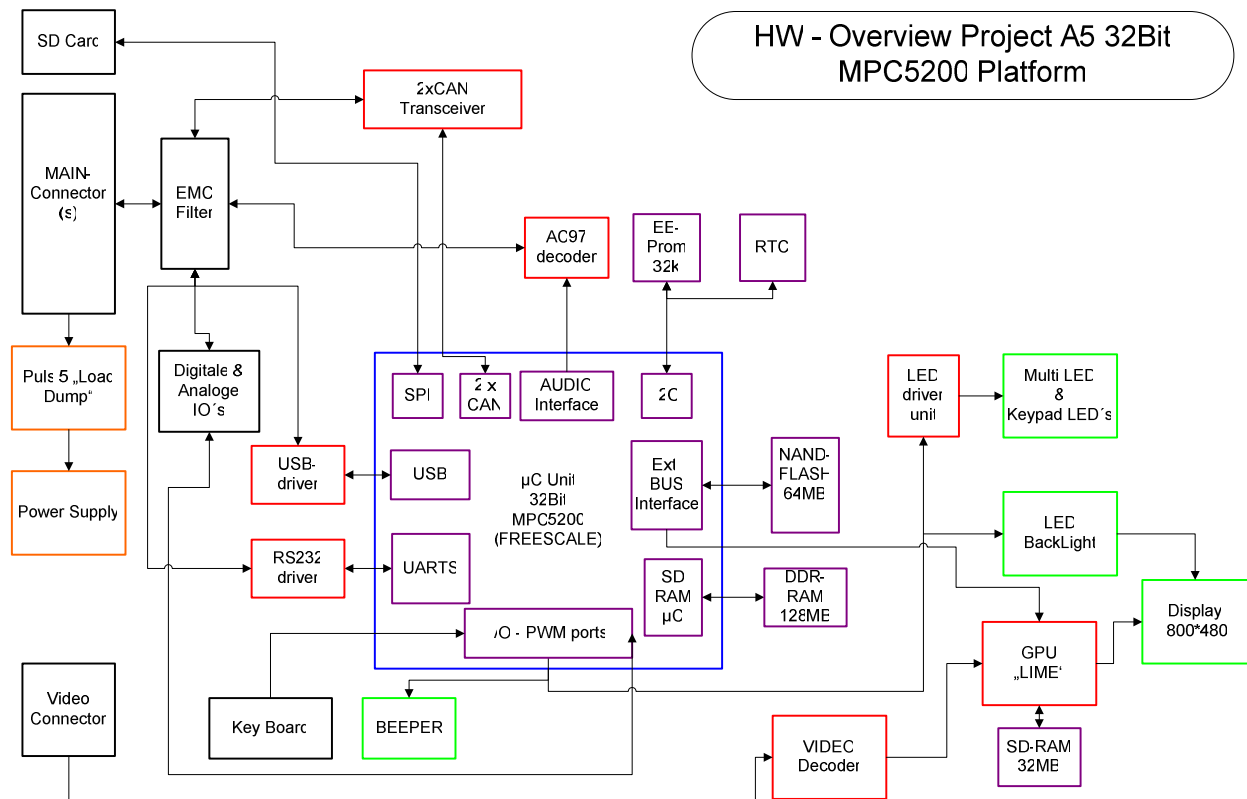 HW - Overview Project A5 32Bit
MPC5200 Platform
SD Card
2xCAN
Transceiver
MAIN-
Connector
(s)
EMC
Filter
AC97
decoder
EE-
Prom
32k
RTC
Puls 5 „Load
Dump“
Digitale &
Analoge
IO´s
SPI
2 x
CAN
AUDIO
Interface
I2C
LED
driver
unit
Multi LED
&
Keypad LED´s
Power Supply
USB-
driver
USB
µC Unit
32Bit
MPC5200
(FREESCALE)
Ext
BUS
Interface
NAND-
FLASH
64MB
LED
BackLight
RS232
driver
UARTS
SD
RAM
µC
DDR-
RAM
128MB
Display
800*480
I/O - PWM ports
GPU
„LIME“
Video
Connector
Key Board
BEEPER
VIDEO
Decoder
SD-RAM
32MB